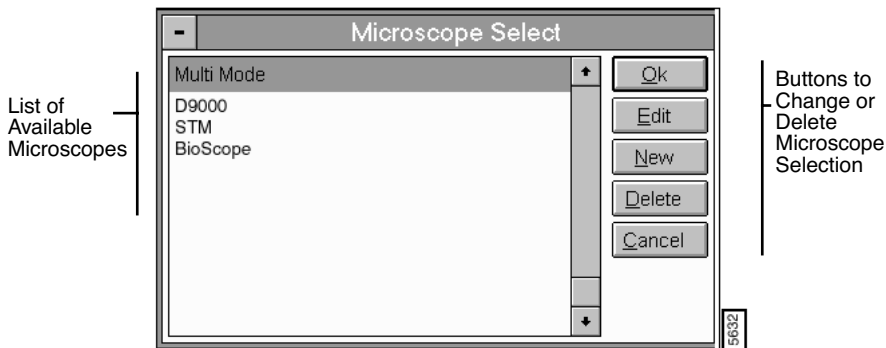 Microscope Select
List of
Available
Microscopes
Multi Mode
D9000
STM
BioScope
Ok
Edit
New
Delete
Cancel
Buttons to
Change or
Delete
Microscope
Selection
5632